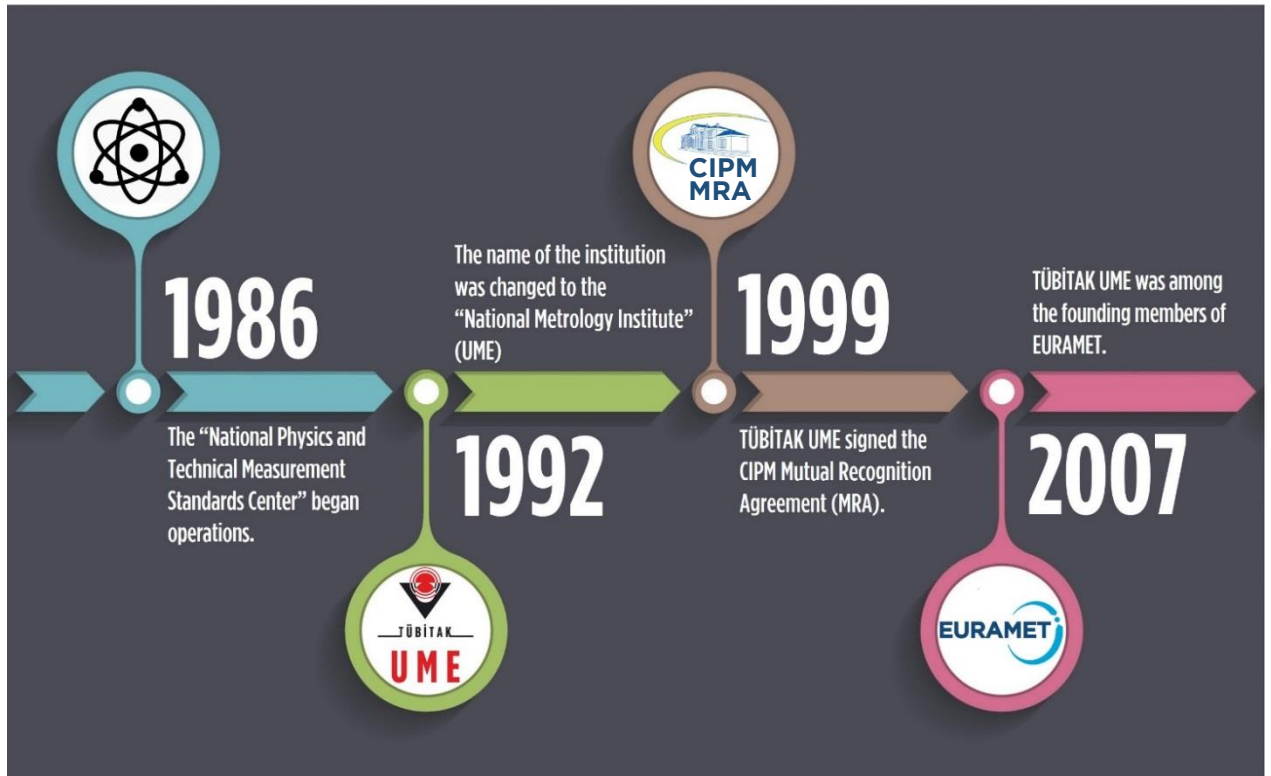 1986
The “National Physics and
Technical Measurement
Standards Center” began
operations.
The name of the institution
was changed to the
“National Metrology Institute”
(UME)
1992
TÜBİTAK
UME
CIPM
MRA
1999
TÜBİTAK UME signed the
CIPM Mutual Recognition
Agreement (MRA).
TÜBİTAK UME was among
the founding members of
EURAMET.
2007
EURAMET